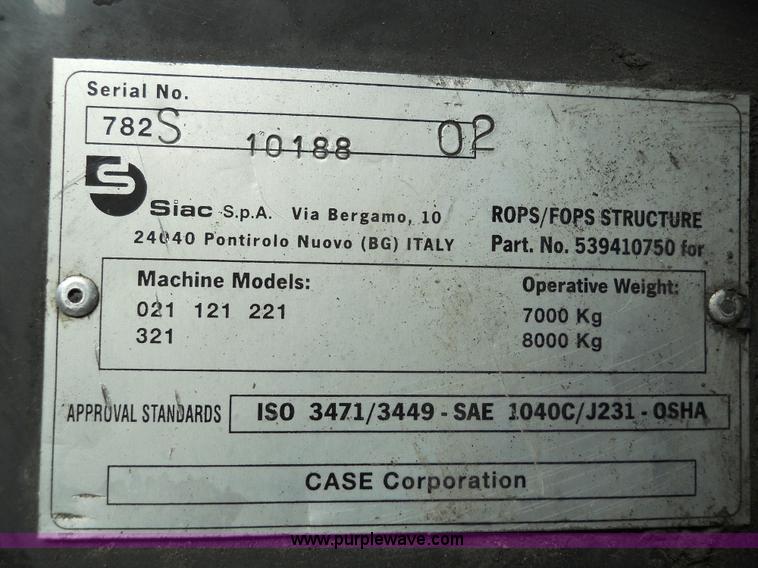 Serial No.
782S 10188 02
S
Siac S.p.A. Via Bergamo, 10
24040 Pontirolo Nuovo (BG) ITALY
ROPS/FOPS STRUCTURE
Part. No. 539410750 for
Machine Models: Operative Weight:
021 121 221 7000 Kg
321 8000 Kg
APPROVAL STANDARDS ISO 3471/3449 - SAE 1040C/J231 - OSHA
CASE Corporation
www.purplewave.com